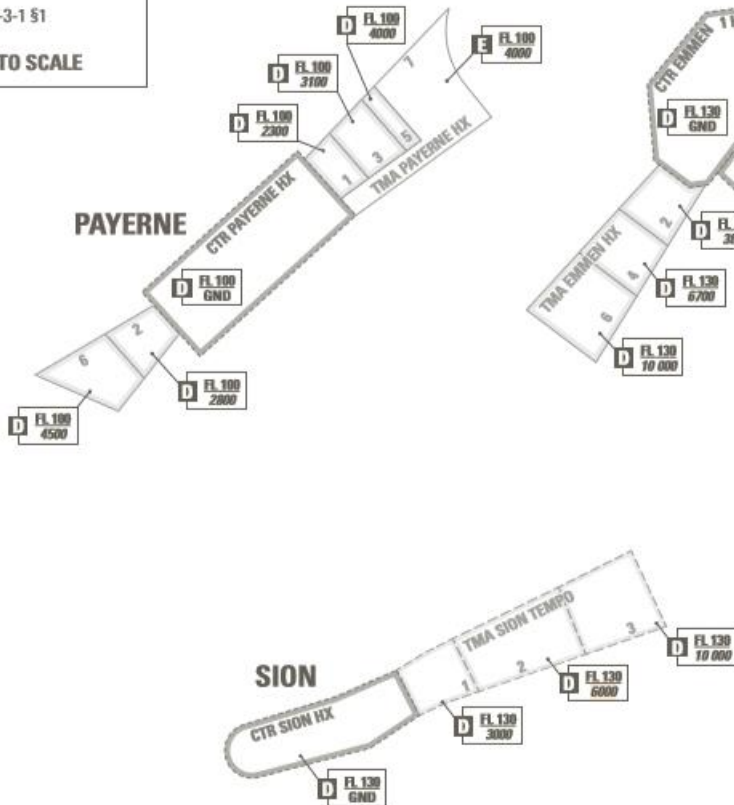 -3-1 §1
TO SCALE
PAYERNE
D FL 100
4000
D FL 100
3100
D FL 100
2300
E FL 100
4000
7
5
3
1
TMA PAYERNE HX
CTR PAYERNE HX
D FL 100
GND
2
6
D FL 100
2800
D FL 100
4500
CTR EMMEN
D FL 130
GND
2
4
6
TMA EMMEN HX
D FL
D FL 130
6700
D FL 130
10 000
SION
CTR SION HX
D FL 130
GND
TMA SION TEMPO
1
2
3
D FL 130
3000
D FL 130
6000
D FL 130
10 000